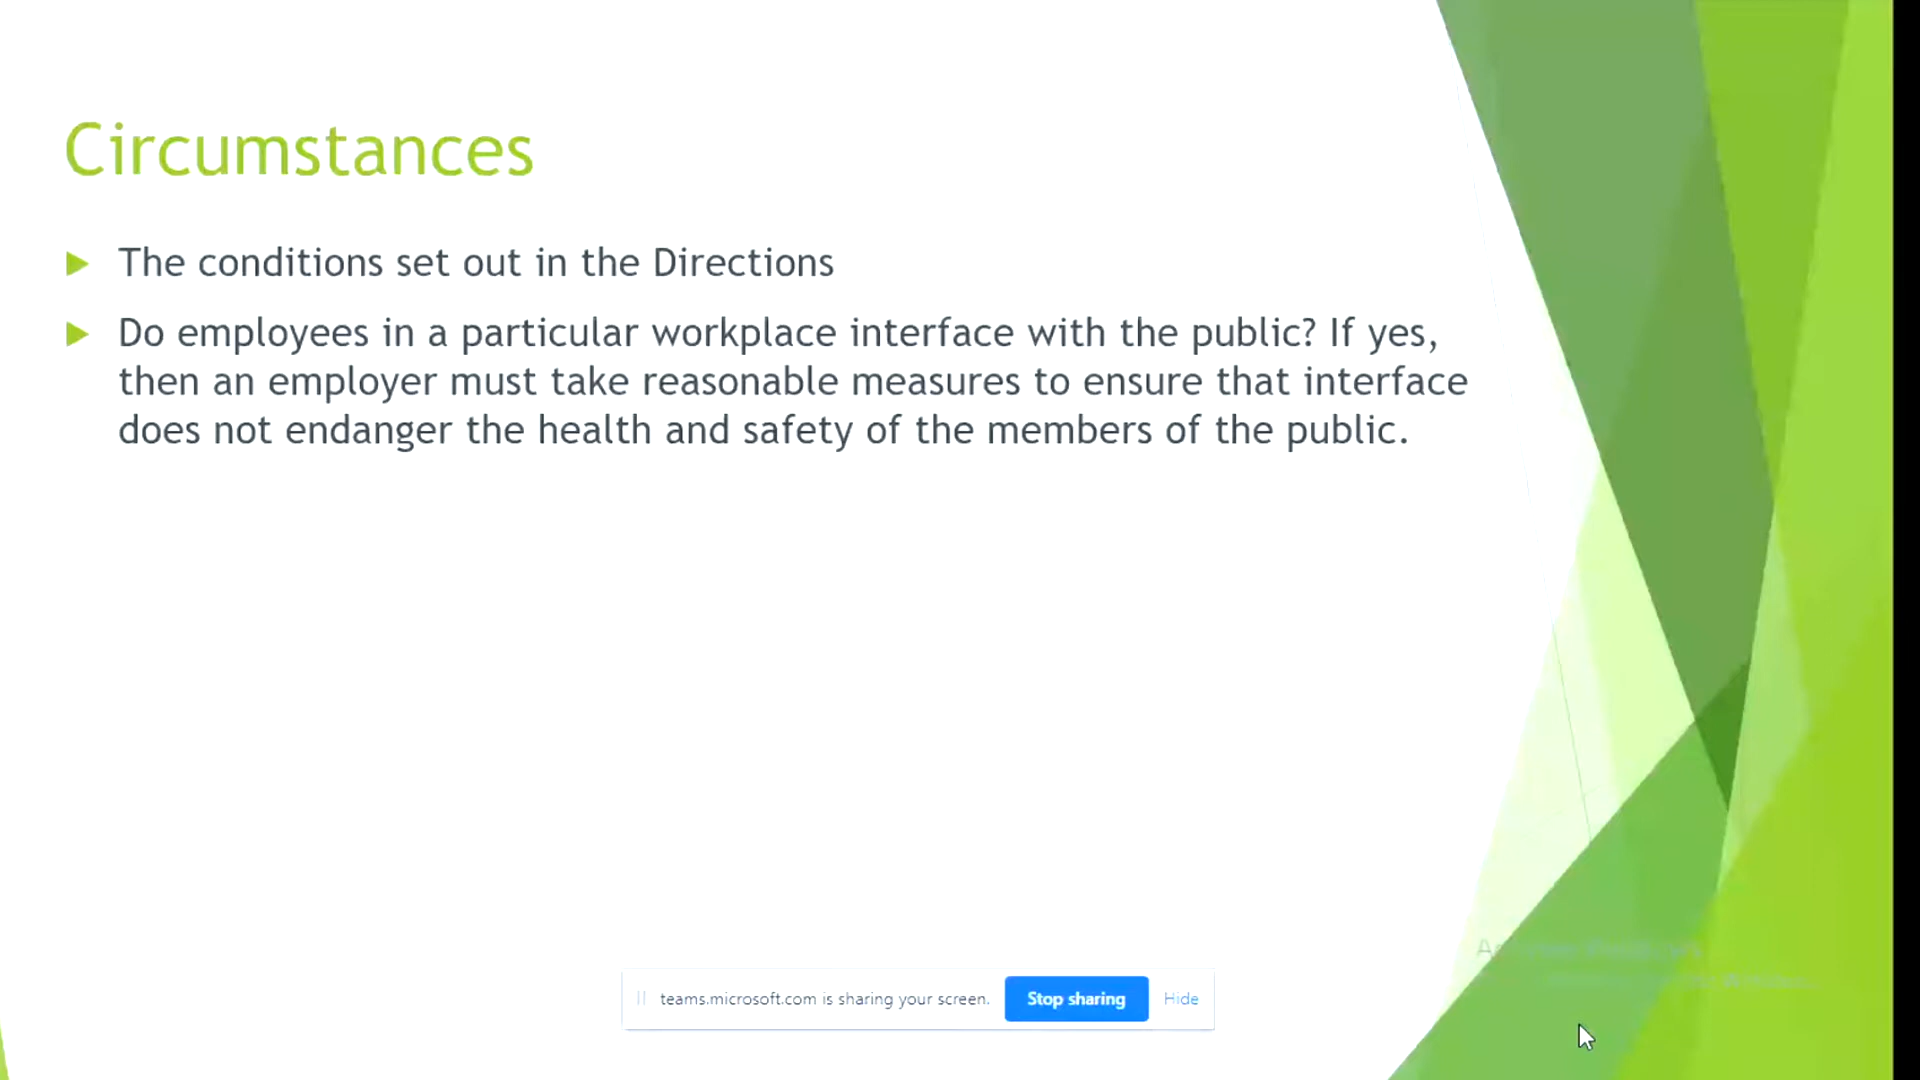 Circumstances
The conditions set out in the Directions
Do employees in a particular workplace interface with the public? If yes,
then an employer must take reasonable measures to ensure that interface
does not endanger the health and safety of the members of the public.
teams.microsoft.com is sharing your screen.
Stop sharing
Hide